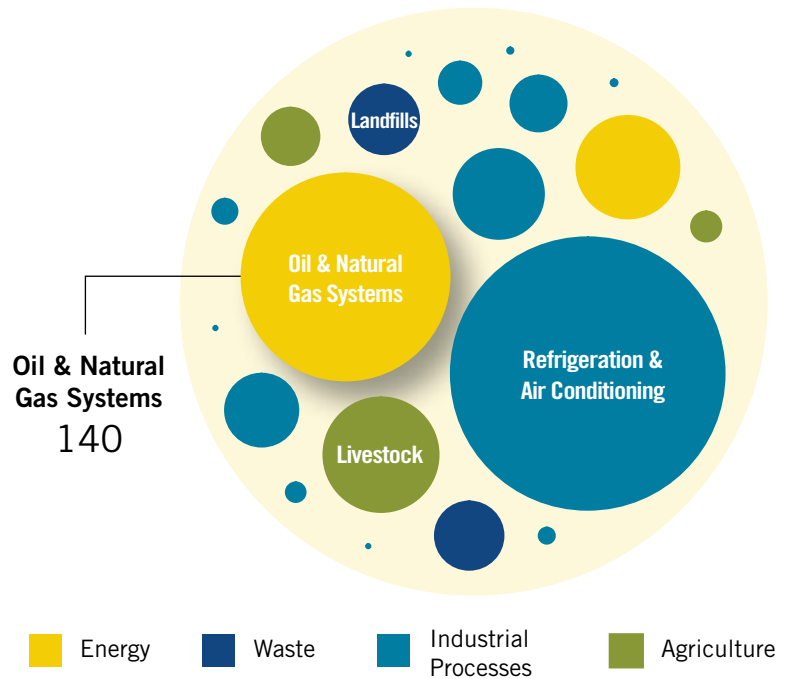 Landfills
Oil & Natural
Gas Systems
Refrigeration &
Air Conditioning
Oil & Natural
Gas Systems
140
Livestock
Energy
Waste
Industrial
Processes
Agriculture